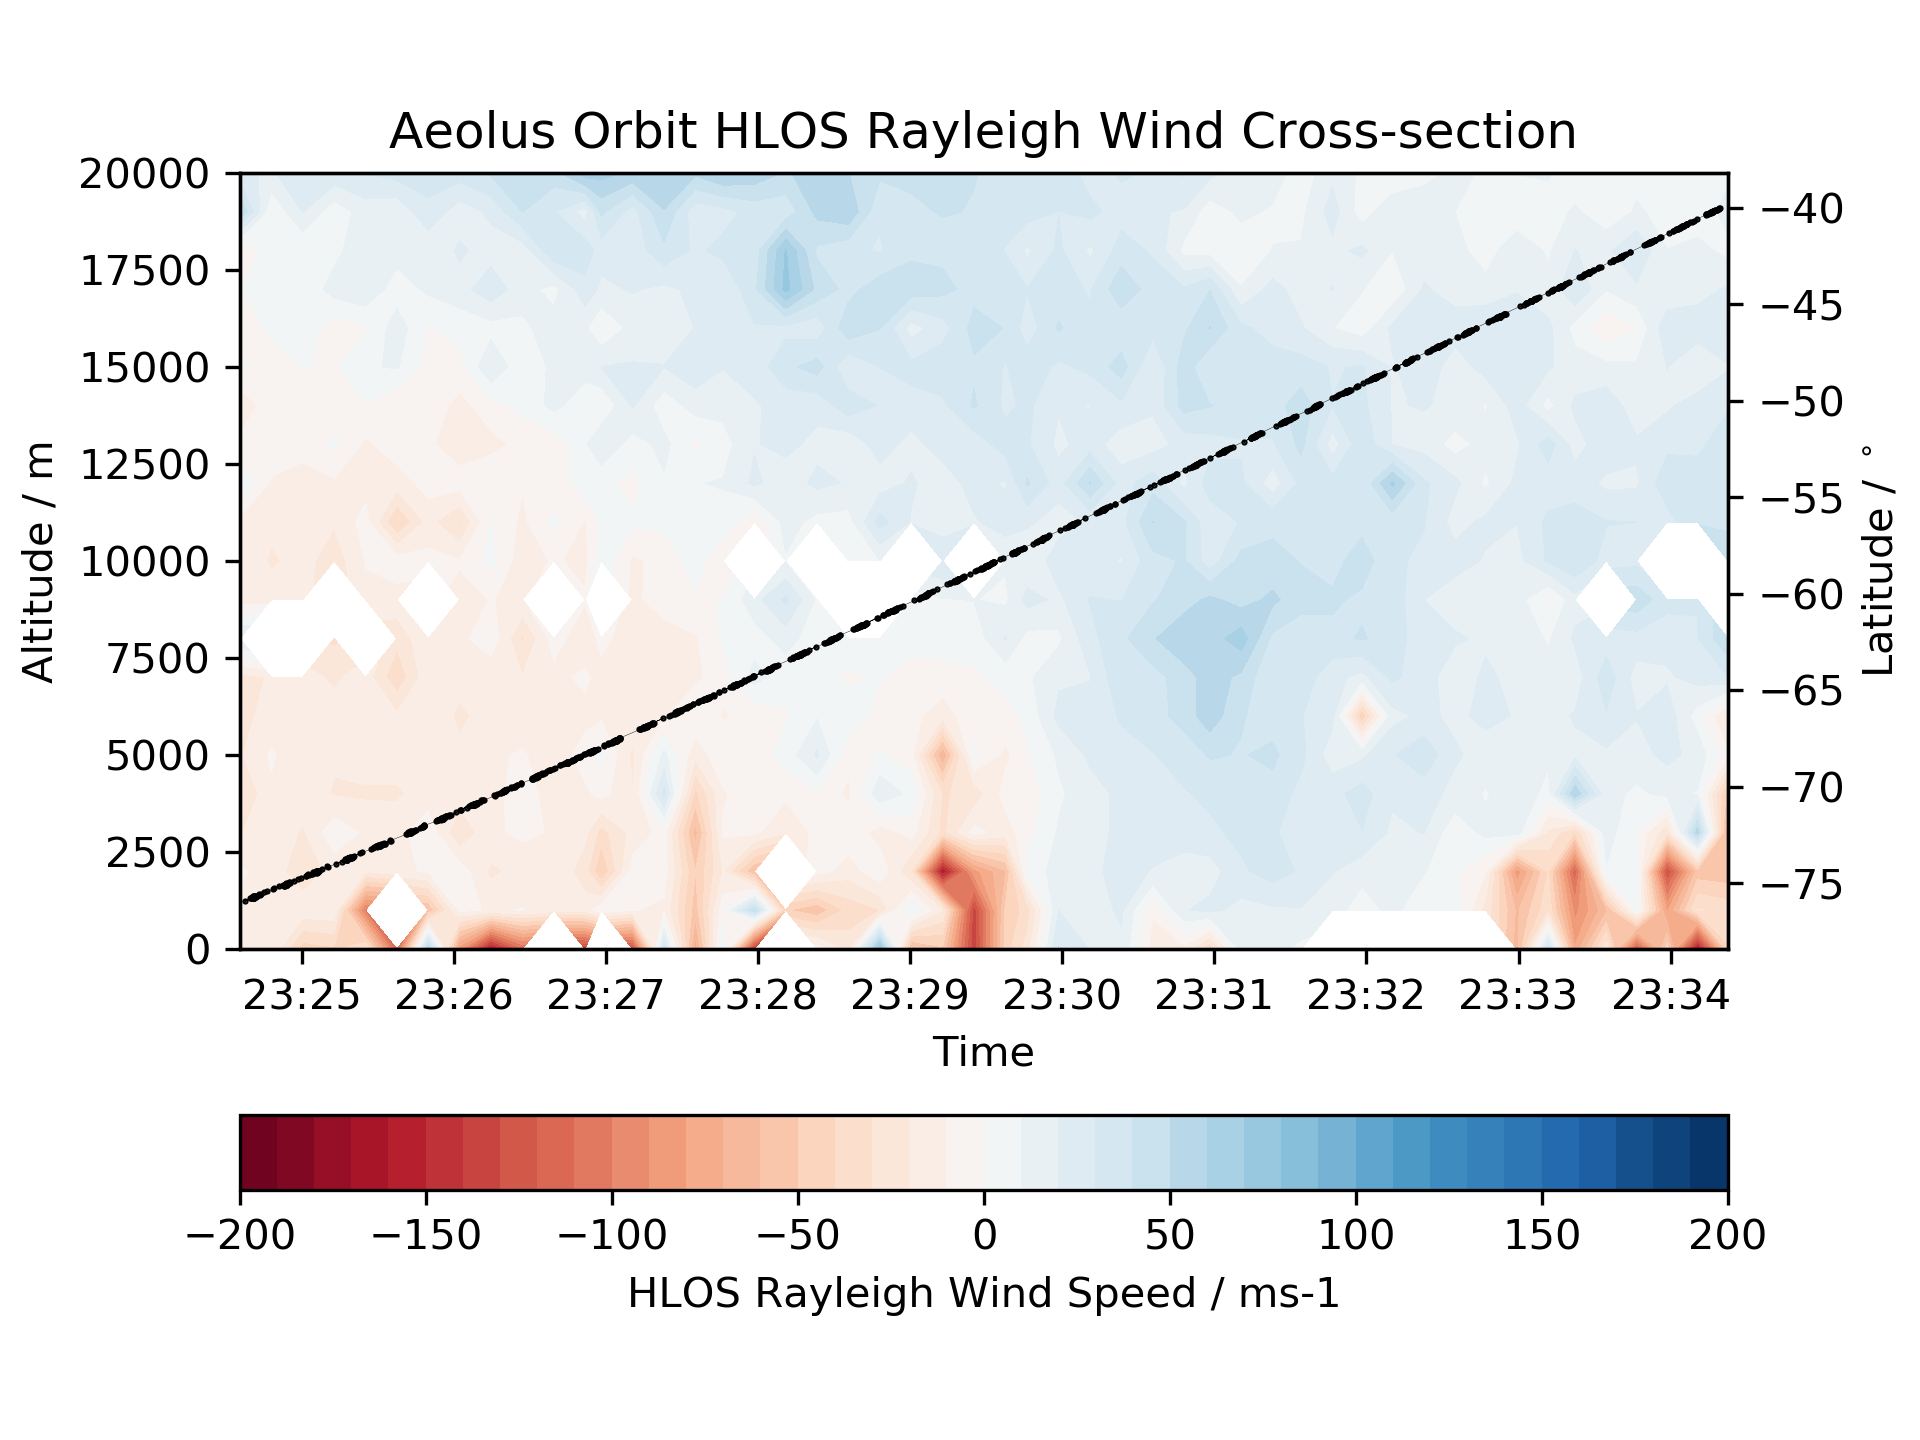 Aeolus Orbit HLOS Rayleigh Wind Cross-section
20000
17500
15000
12500
10000
7500
5000
2500
0
Altitude / m
−40
−45
−50
−55
−60
−65
−70
−75
Latitude / °
23:25 23:26 23:27 23:28 23:29 23:30 23:31 23:32 23:33 23:34
Time
−200 −150 −100 −50 0 50 100 150 200
HLOS Rayleigh Wind Speed / ms-1